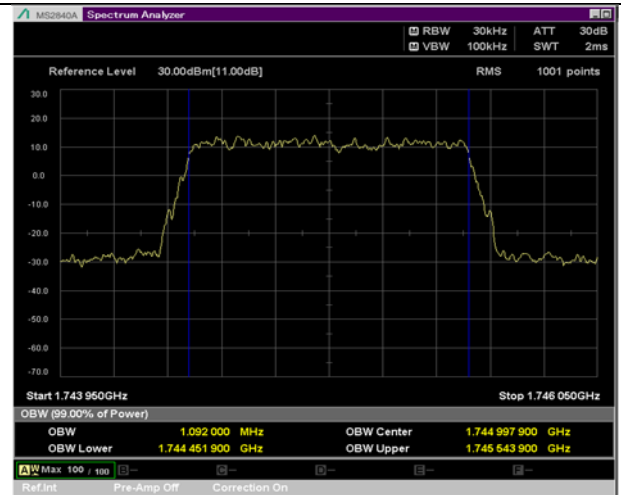 MS2840A Spectrum Analyzer
M RBW 30kHz ATT 30dB
M VBW 100kHz SWT 2ms
Reference Level 30.00dBm[11.00dB] RMS 1001 points
30.0
20.0
10.0
0.0
-10.0
-20.0
-30.0
-40.0
-50.0
-60.0
-70.0
Start 1.743 950GHz Stop 1.746 050GHz
OBW (99.00% of Power)
OBW 1.092 000 MHz OBW Center 1.744 997 900 GHz
OBW Lower 1.744 451 900 GHz OBW Upper 1.745 543 900 GHz
A W Max 100 / 100 B-- C-- D-- E-- F--
Ref.Int Pre-Amp Off Correction On